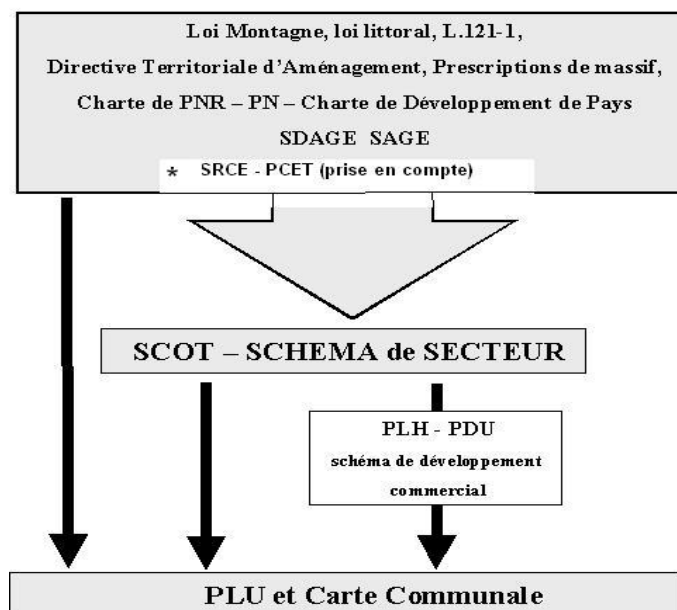 Loi Montagne, loi littoral, L.121-1,
Directive Territoriale d'Aménagement, Prescriptions de massif,
Charte de PNR – PN – Charte de Développement de Pays
SDAGE SAGE
* SRCE - PCET (prise en compte)
SCOT – SCHEMA de SECTEUR
PLH - PDU
schéma de développement
commercial
PLU et Carte Communale